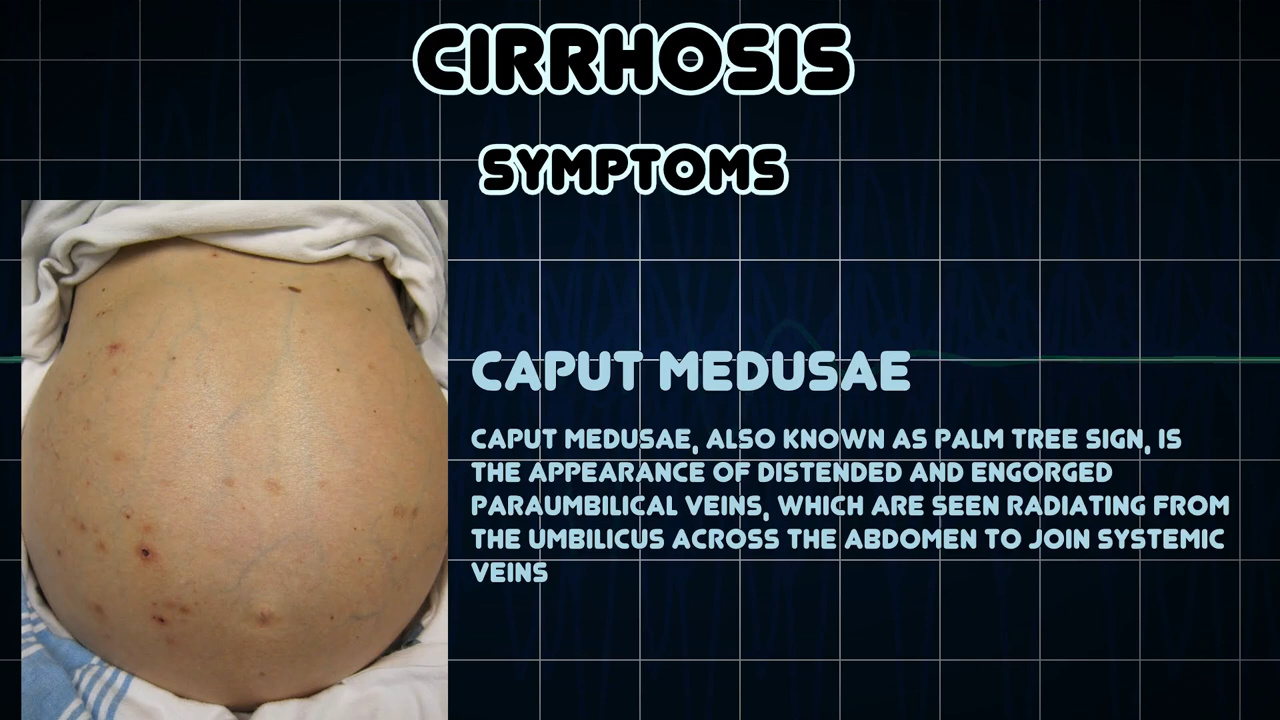 CIRRHOSIS
SYMPTOMS
CAPUT MEDUSAE
CAPUT MEDUSAE, ALSO KNOWN AS PALM TREE SIGN, IS
THE APPEARANCE OF DISTENDED AND ENGORGED
PARAUMBILICAL VEINS, WHICH ARE SEEN RADIATING FROM
THE UMBILICUS ACROSS THE ABDOMEN TO JOIN SYSTEMIC
VEINS